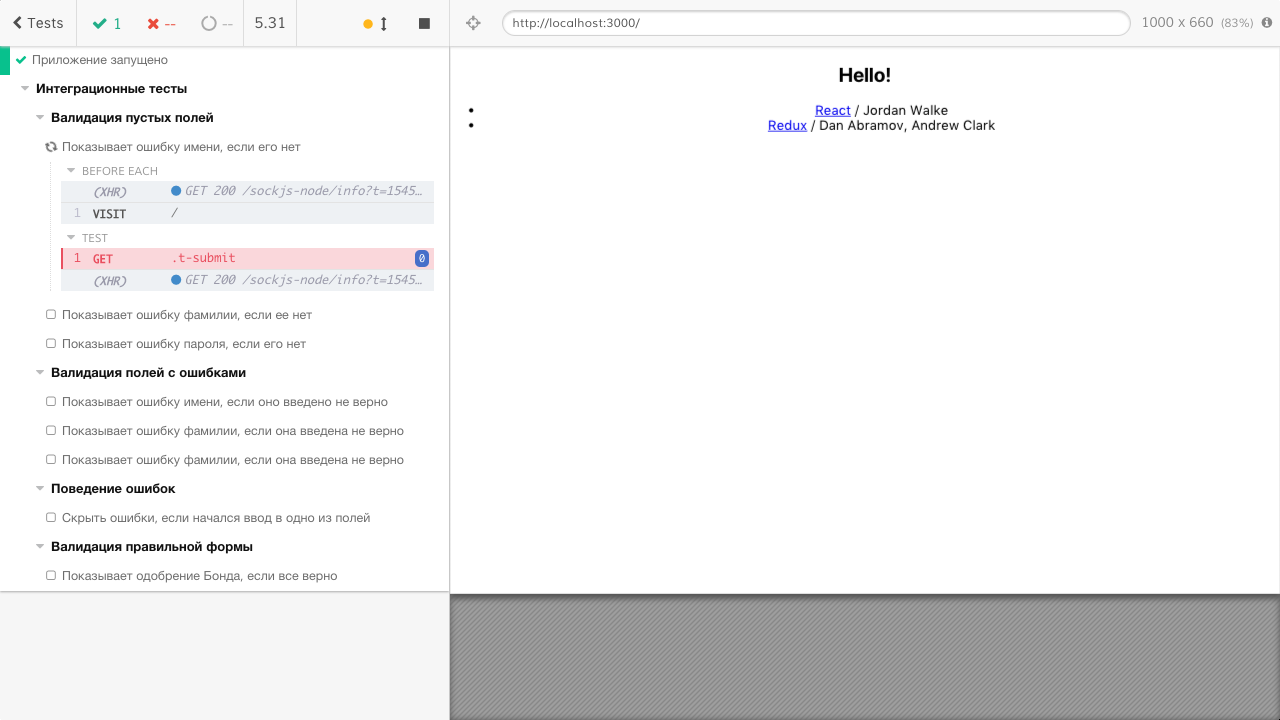 Tests 1 -- -- 5.31
http://localhost:3000/ 1000 x 660 (83%)
Приложение запущено
Интеграционные тесты
Валидация пустых полей
Показывает ошибку имени, если его нет
BEFORE EACH
(XHR) GET 200 /sockjs-node/info?t=1545…
1 VISIT /
TEST
1 GET .t-submit 0
(XHR) GET 200 /sockjs-node/info?t=1545…
Показывает ошибку фамилии, если ее нет
Показывает ошибку пароля, если его нет
Валидация полей с ошибками
Показывает ошибку имени, если оно введено не верно
Показывает ошибку фамилии, если она введена не верно
Показывает ошибку фамилии, если она введена не верно
Поведение ошибок
Скрыть ошибки, если начался ввод в одно из полей
Валидация правильной формы
Показывает одобрение Бонда, если все верно
Hello!
React / Jordan Walke
Redux / Dan Abramov, Andrew Clark